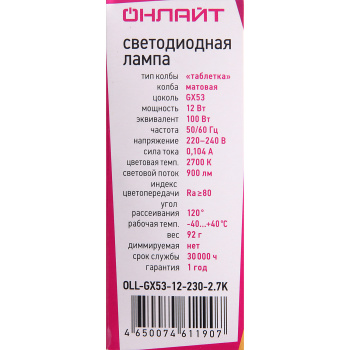 ОНЛАЙТ
светодиодная
лампа
тип колбы «таблетка»
колба матовая
цоколь GX53
мощность 12 Вт
эквивалент 100 Вт
частота 50/60 Гц
напряжение 220–240 В
сила тока 0,104 А
цветовая темп. 2700 К
световой поток 900 лм
индекс
цветопередачи Ra≥80
угол
рассеивания 120°
рабочая темп. -40...+40°С
вес 92 г
диммируемая нет
срок службы 30 000 ч
гарантия 1 год
OLL-GX53-12-230-2.7K
4 650074 611907